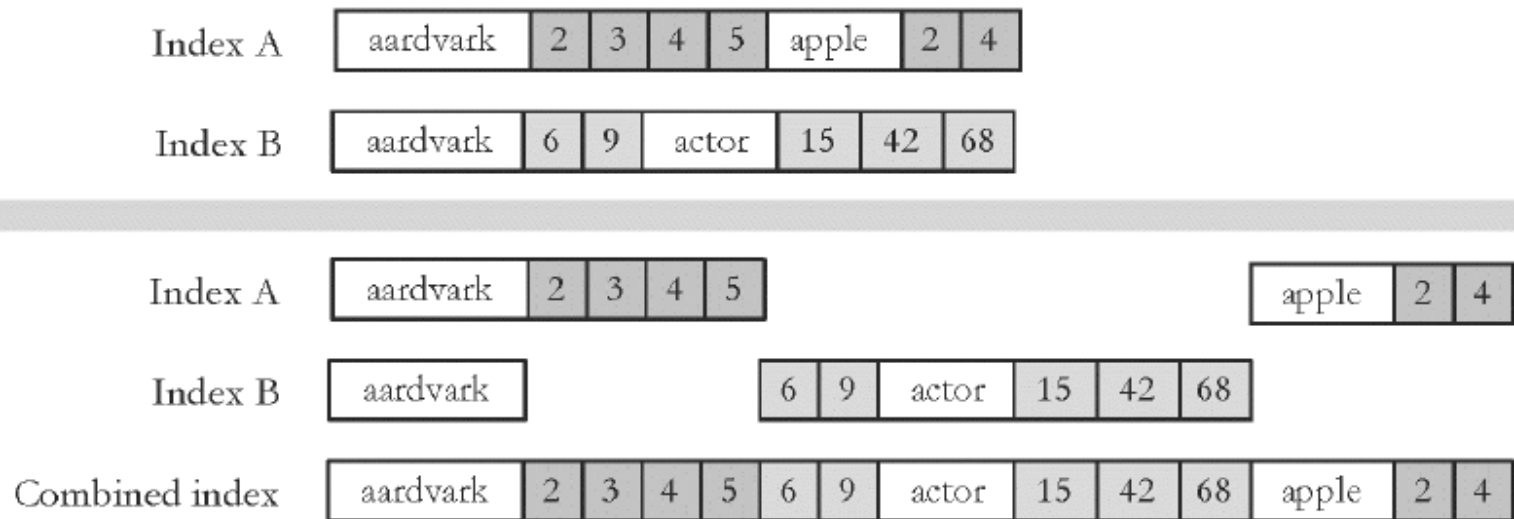 Index A aardvark 2 3 4 5 apple 2 4
Index B aardvark 6 9 actor 15 42 68
Index A aardvark 2 3 4 5 apple 2 4
Index B aardvark 6 9 actor 15 42 68
Combined index aardvark 2 3 4 5 6 9 actor 15 42 68 apple 2 4